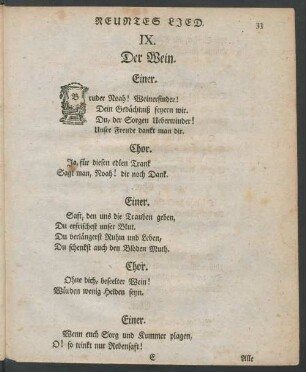 NEUNTES LIED.
33
IX.
Der Wein.
Einer.
Bruder Noah! Weinerfinder!
Dein Gedächtniß feyern wir.
Du, der Sorgen Ueberwinder!
Unsre Freude dankt man dir.
Chor.
Ja, für diesen edlen Trank
Sagt man, Noah! dir noch Dank.
Einer.
Saft, den uns die Trauben geben,
Du erfrischest unser Blut.
Du verlängerst Ruhm und Leben,
Du schenkst auch den Blöden Muth.
Chor.
Ohne dich, beseelter Wein!
Würden wenig Helden seyn.
Einer.
Wenn euch Sorg und Kummer plagen,
O! so trinkt nur Rebensaft!
E
Alle